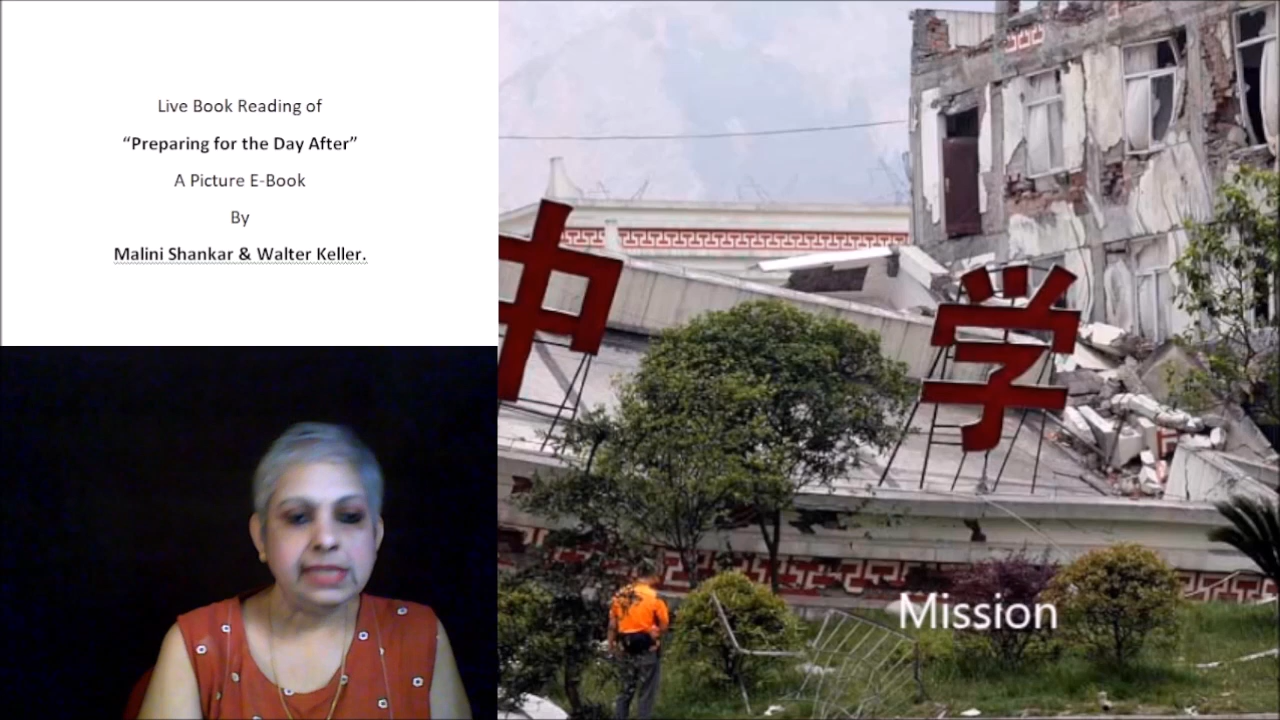 Live Book Reading of
“Preparing for the Day After”
A Picture E-Book
By
Malini Shankar & Walter Keller.
中学
Mission